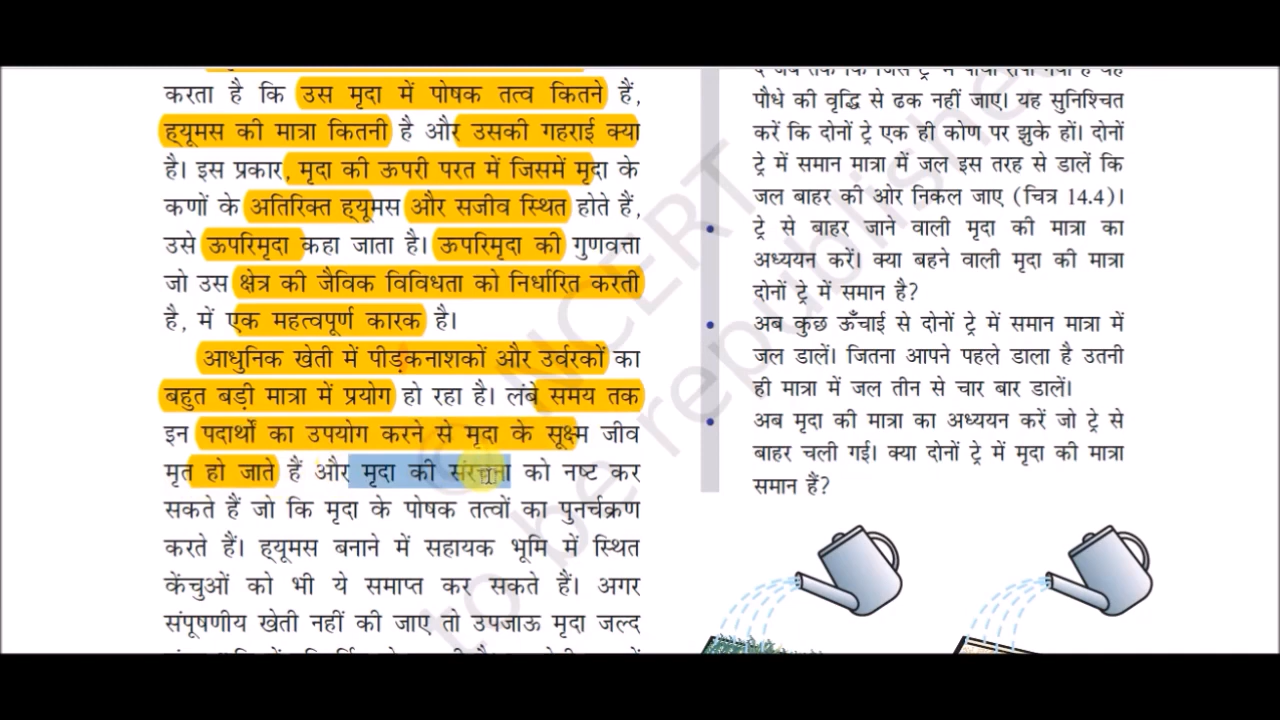 करता है कि उस मृदा में पोषक तत्व कितने हैं,
ह्यूमस की मात्रा कितनी है और उसकी गहराई क्या
है। इस प्रकार, मृदा की ऊपरी परत में जिसमें मृदा के
कणों के अतिरिक्त ह्यूमस और सजीव स्थित होते हैं,
उसे ऊपरिमृदा कहा जाता है। ऊपरिमृदा की गुणवत्ता
जो उस क्षेत्र की जैविक विविधता को निर्धारित करती
है, में एक महत्वपूर्ण कारक है।
आधुनिक खेती में पीड़कनाशकों और उर्वरकों का
बहुत बड़ी मात्रा में प्रयोग हो रहा है। लंबे समय तक
इन पदार्थों का उपयोग करने से मृदा के सूक्ष्म जीव
मृत हो जाते हैं और मृदा की संरचना को नष्ट कर
सकते हैं जो कि मृदा के पोषक तत्वों का पुनर्चक्रण
करते हैं। ह्यूमस बनाने में सहायक भूमि में स्थित
केंचुओं को भी ये समाप्त कर सकते हैं। अगर
संपूषणीय खेती नहीं की जाए तो उपजाऊ मृदा जल्द
पौधे की वृद्धि से ढक नहीं जाए। यह सुनिश्चित
करें कि दोनों ट्रे एक ही कोण पर झुके हों। दोनों
ट्रे में समान मात्रा में जल इस तरह से डालें कि
जल बाहर की ओर निकल जाए (चित्र 14.4)।
• ट्रे से बाहर जाने वाली मृदा की मात्रा का
अध्ययन करें। क्या बहने वाली मृदा की मात्रा
दोनों ट्रे में समान है?
• अब कुछ ऊँचाई से दोनों ट्रे में समान मात्रा में
जल डालें। जितना आपने पहले डाला है उतनी
ही मात्रा में जल तीन से चार बार डालें।
• अब मृदा की मात्रा का अध्ययन करें जो ट्रे से
बाहर चली गई। क्या दोनों ट्रे में मृदा की मात्रा
समान हैं?
© NCERT
to be republished